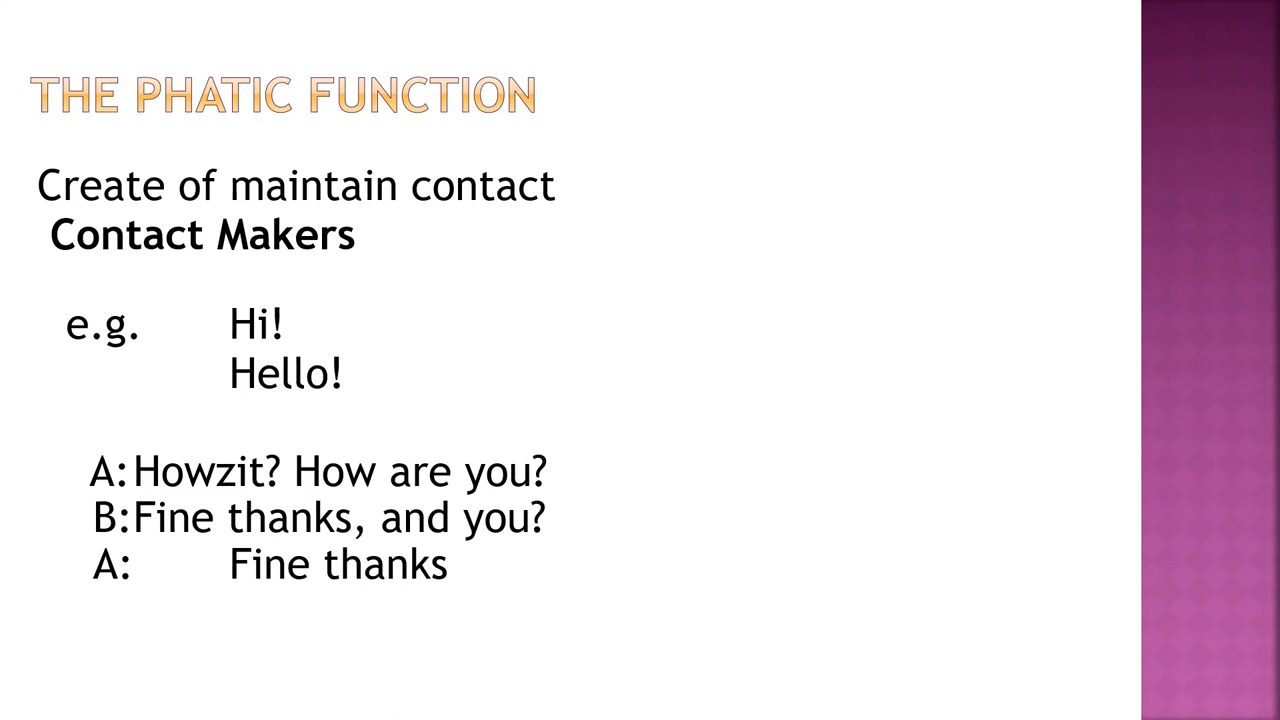 THE PHATIC FUNCTION
Create of maintain contact
Contact Makers
e.g. Hi!
Hello!
A: Howzit? How are you?
B: Fine thanks, and you?
A: Fine thanks